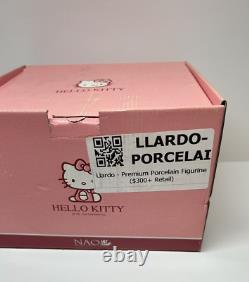 HELLO KITTY
LLARDO-
PORCELAI
Llardo - Premium Porcelain Figurine
($300+ Retail)
HELLO KITTY
NAO